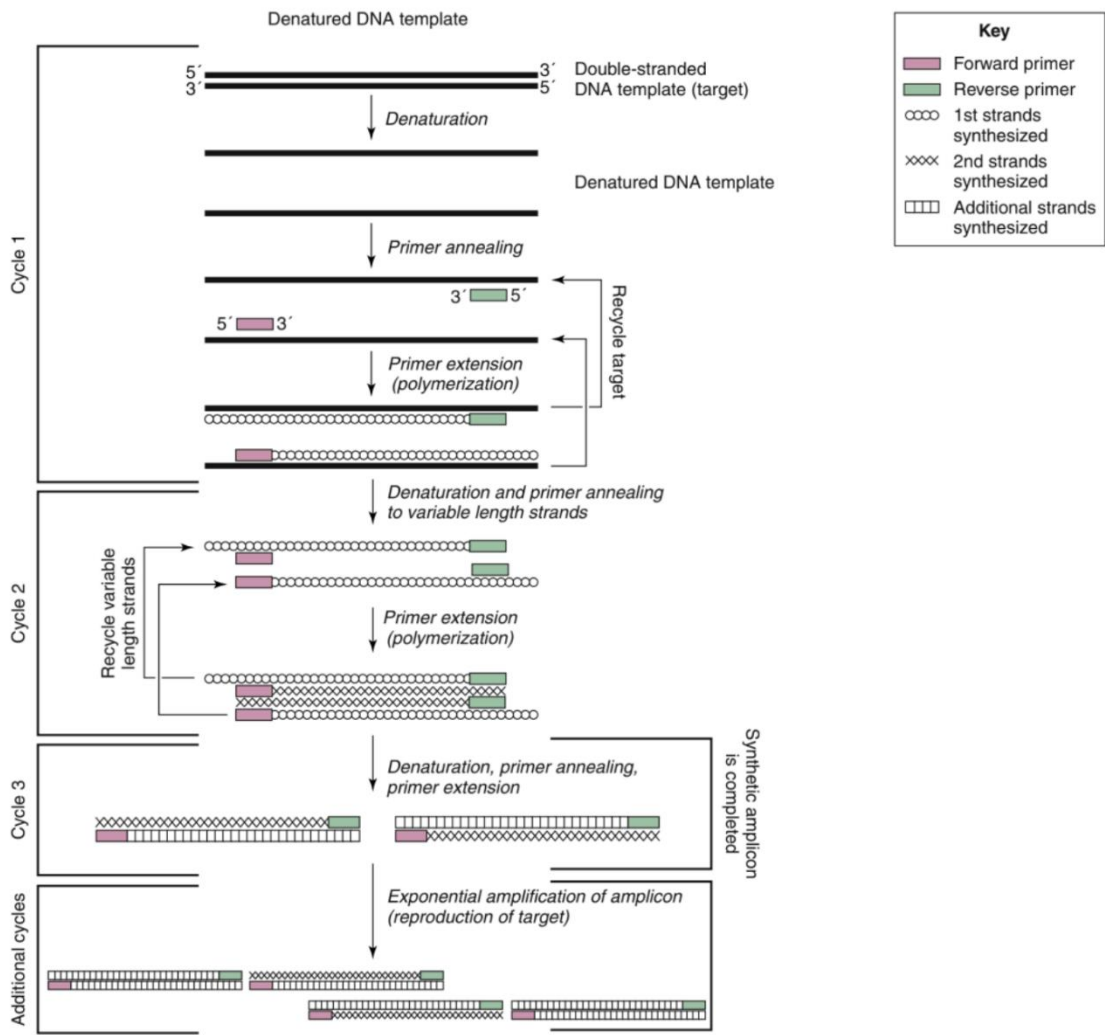 Denatured DNA template
Key
Forward primer
Reverse primer
1st strands
synthesized
2nd strands
synthesized
Additional strands
synthesized
Cycle 1
5´
3´
3´
5´
Double-stranded
DNA template (target)
Denaturation
Denatured DNA template
Primer annealing
3´
5´
5´
3´
Recycle target
Primer extension
(polymerization)
Cycle 2
Denaturation and primer annealing
to variable length strands
Recycle variable
length strands
Primer extension
(polymerization)
Cycle 3
Denaturation, primer annealing,
primer extension
Synthetic amplicon
is completed
Additional cycles
Exponential amplification of amplicon
(reproduction of target)